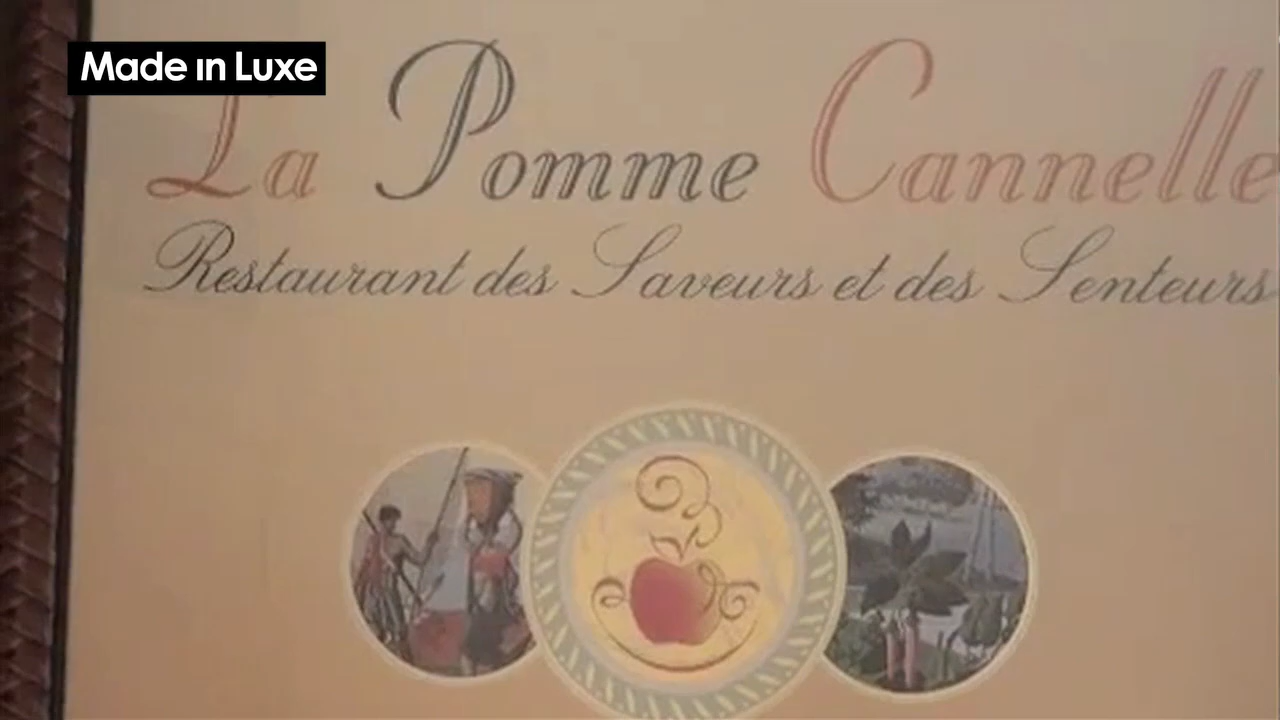 Made in Luxe
La Pomme Cannelle
Restaurant des Saveurs et des Senteurs